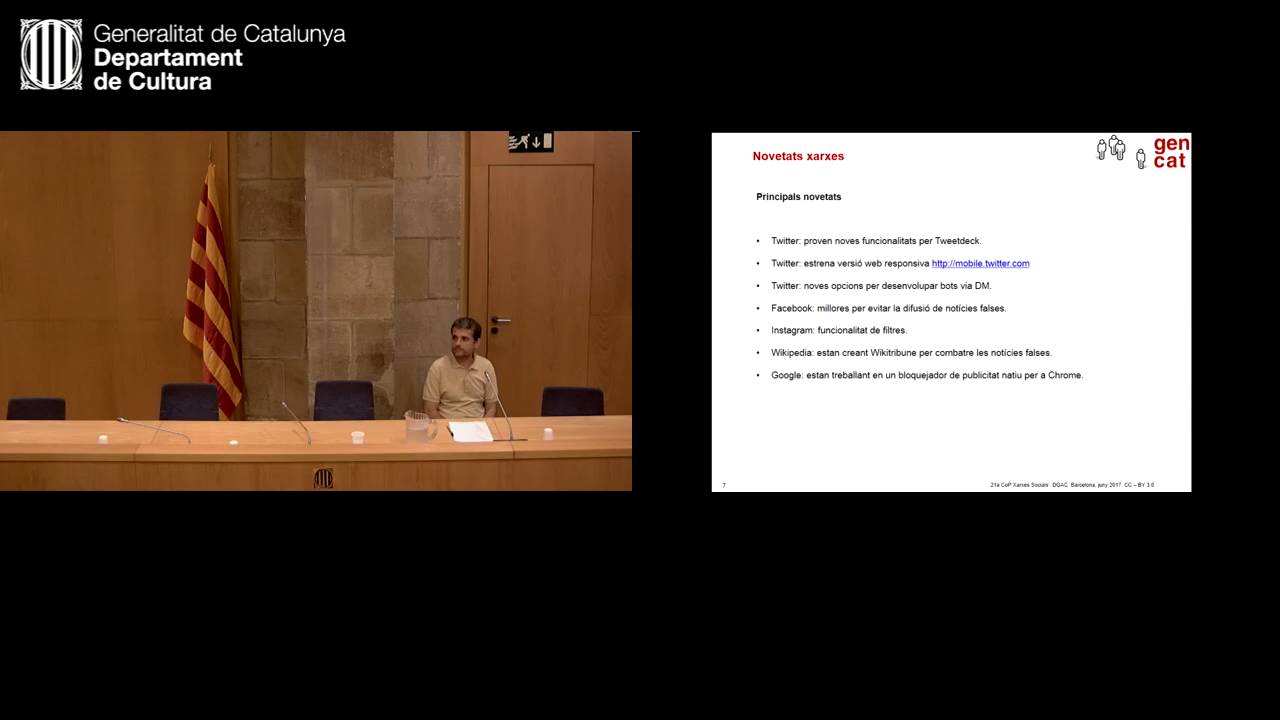 Generalitat de Catalunya
Departament
de Cultura
Novetats xarxes
gen
cat
Principals novetats
• Twitter: proven noves funcionalitats per Tweetdeck.
• Twitter: estrena versió web responsiva http://mobile.twitter.com
• Twitter: noves opcions per desenvolupar bots via DM.
• Facebook: millores per evitar la difusió de notícies falses.
• Instagram: funcionalitat de filtres.
• Wikipedia: estan creant Wikitribune per combatre les notícies falses.
• Google: estan treballant en un bloquejador de publicitat natiu per a Chrome.
7
21a CoP Xarxes Socials . DGAC. Barcelona juny 2017 CC – BY 3.0